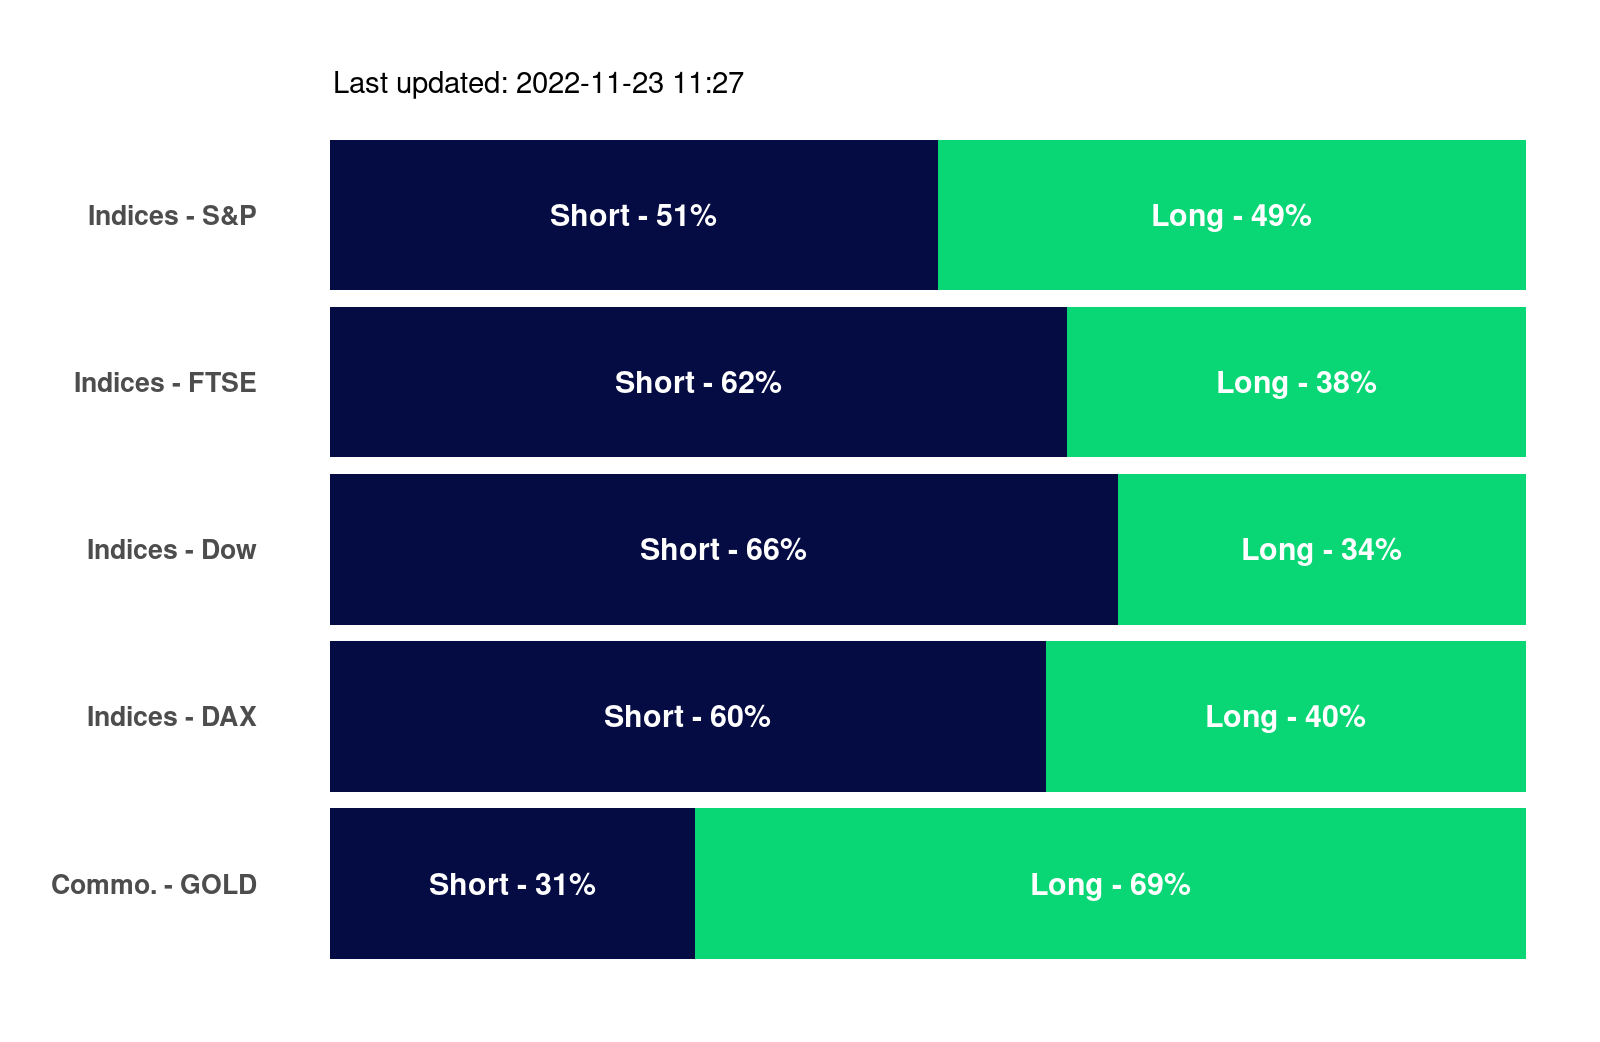 Last updated: 2022-11-23 11:27
Indices - S&P
Short - 51%
Long - 49%
Indices - FTSE
Short - 62%
Long - 38%
Indices - Dow
Short - 66%
Long - 34%
Indices - DAX
Short - 60%
Long - 40%
Commo. - GOLD
Short - 31%
Long - 69%